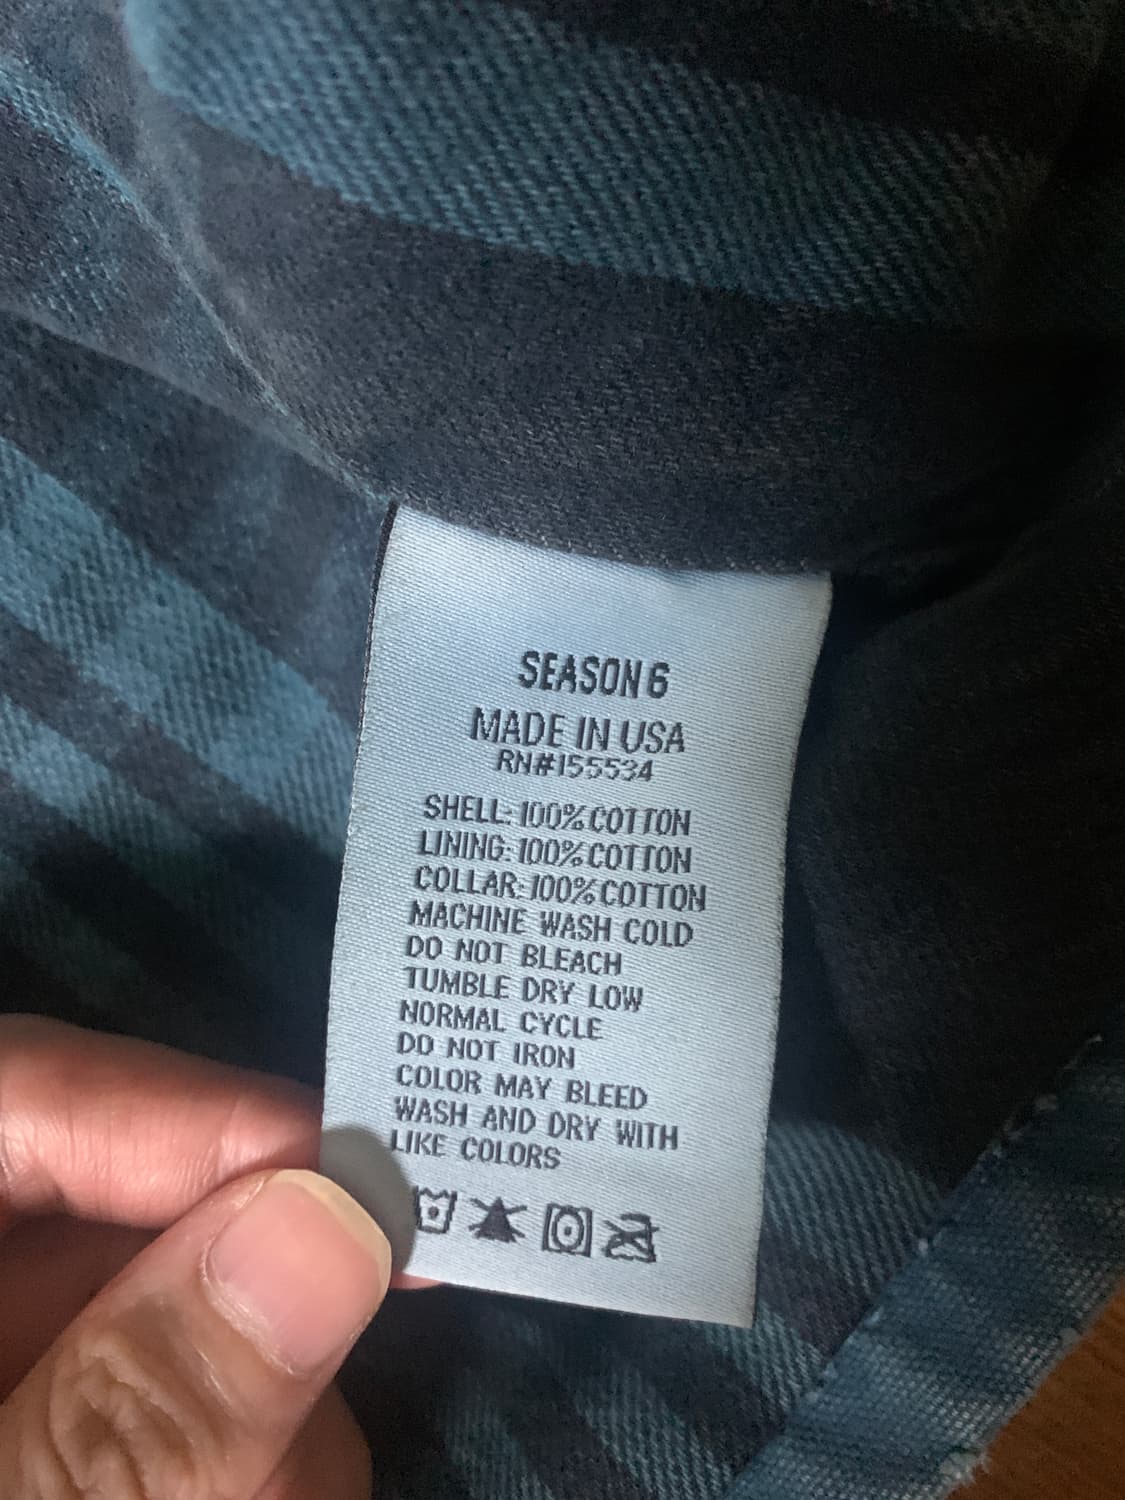 SEASON 6
MADE IN USA
RN#155534
SHELL: 100% COTTON
LINING: 100% COTTON
COLLAR: 100% COTTON
MACHINE WASH COLD
DO NOT BLEACH
TUMBLE DRY LOW
NORMAL CYCLE
DO NOT IRON
COLOR MAY BLEED
WASH AND DRY WITH
LIKE COLORS